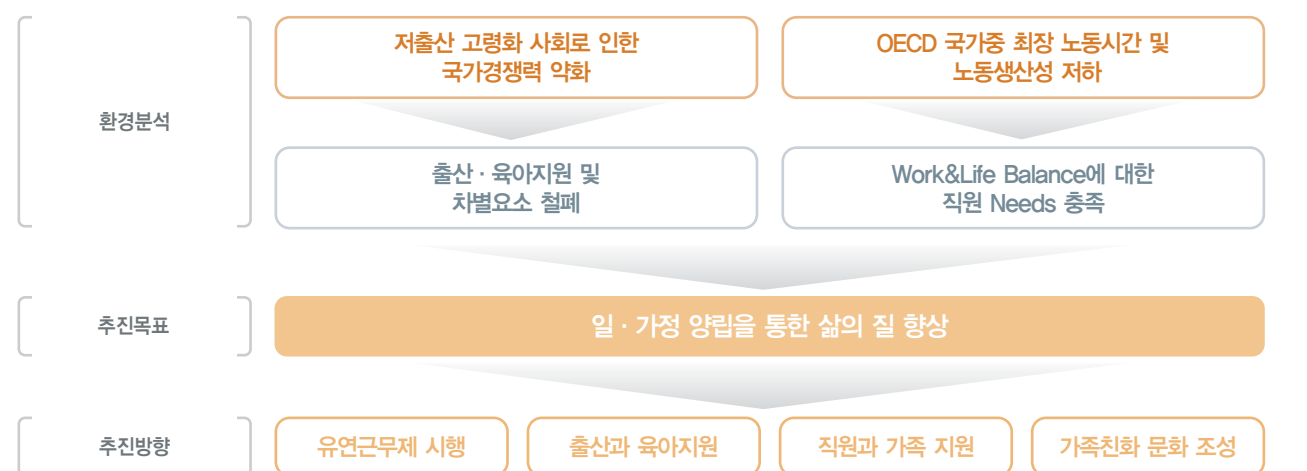 저출산 고령화 사회로 인한
국가경쟁력 약화
OECD 국가중 최장 노동시간 및
노동생산성 저하
환경분석
출산 · 육아지원 및
차별요소 철폐
Work&Life Balance에 대한
직원 Needs 충족
추진목표
일 · 가정 양립을 통한 삶의 질 향상
추진방향
유연근무제 시행
출산과 육아지원
직원과 가족 지원
가족친화 문화 조성